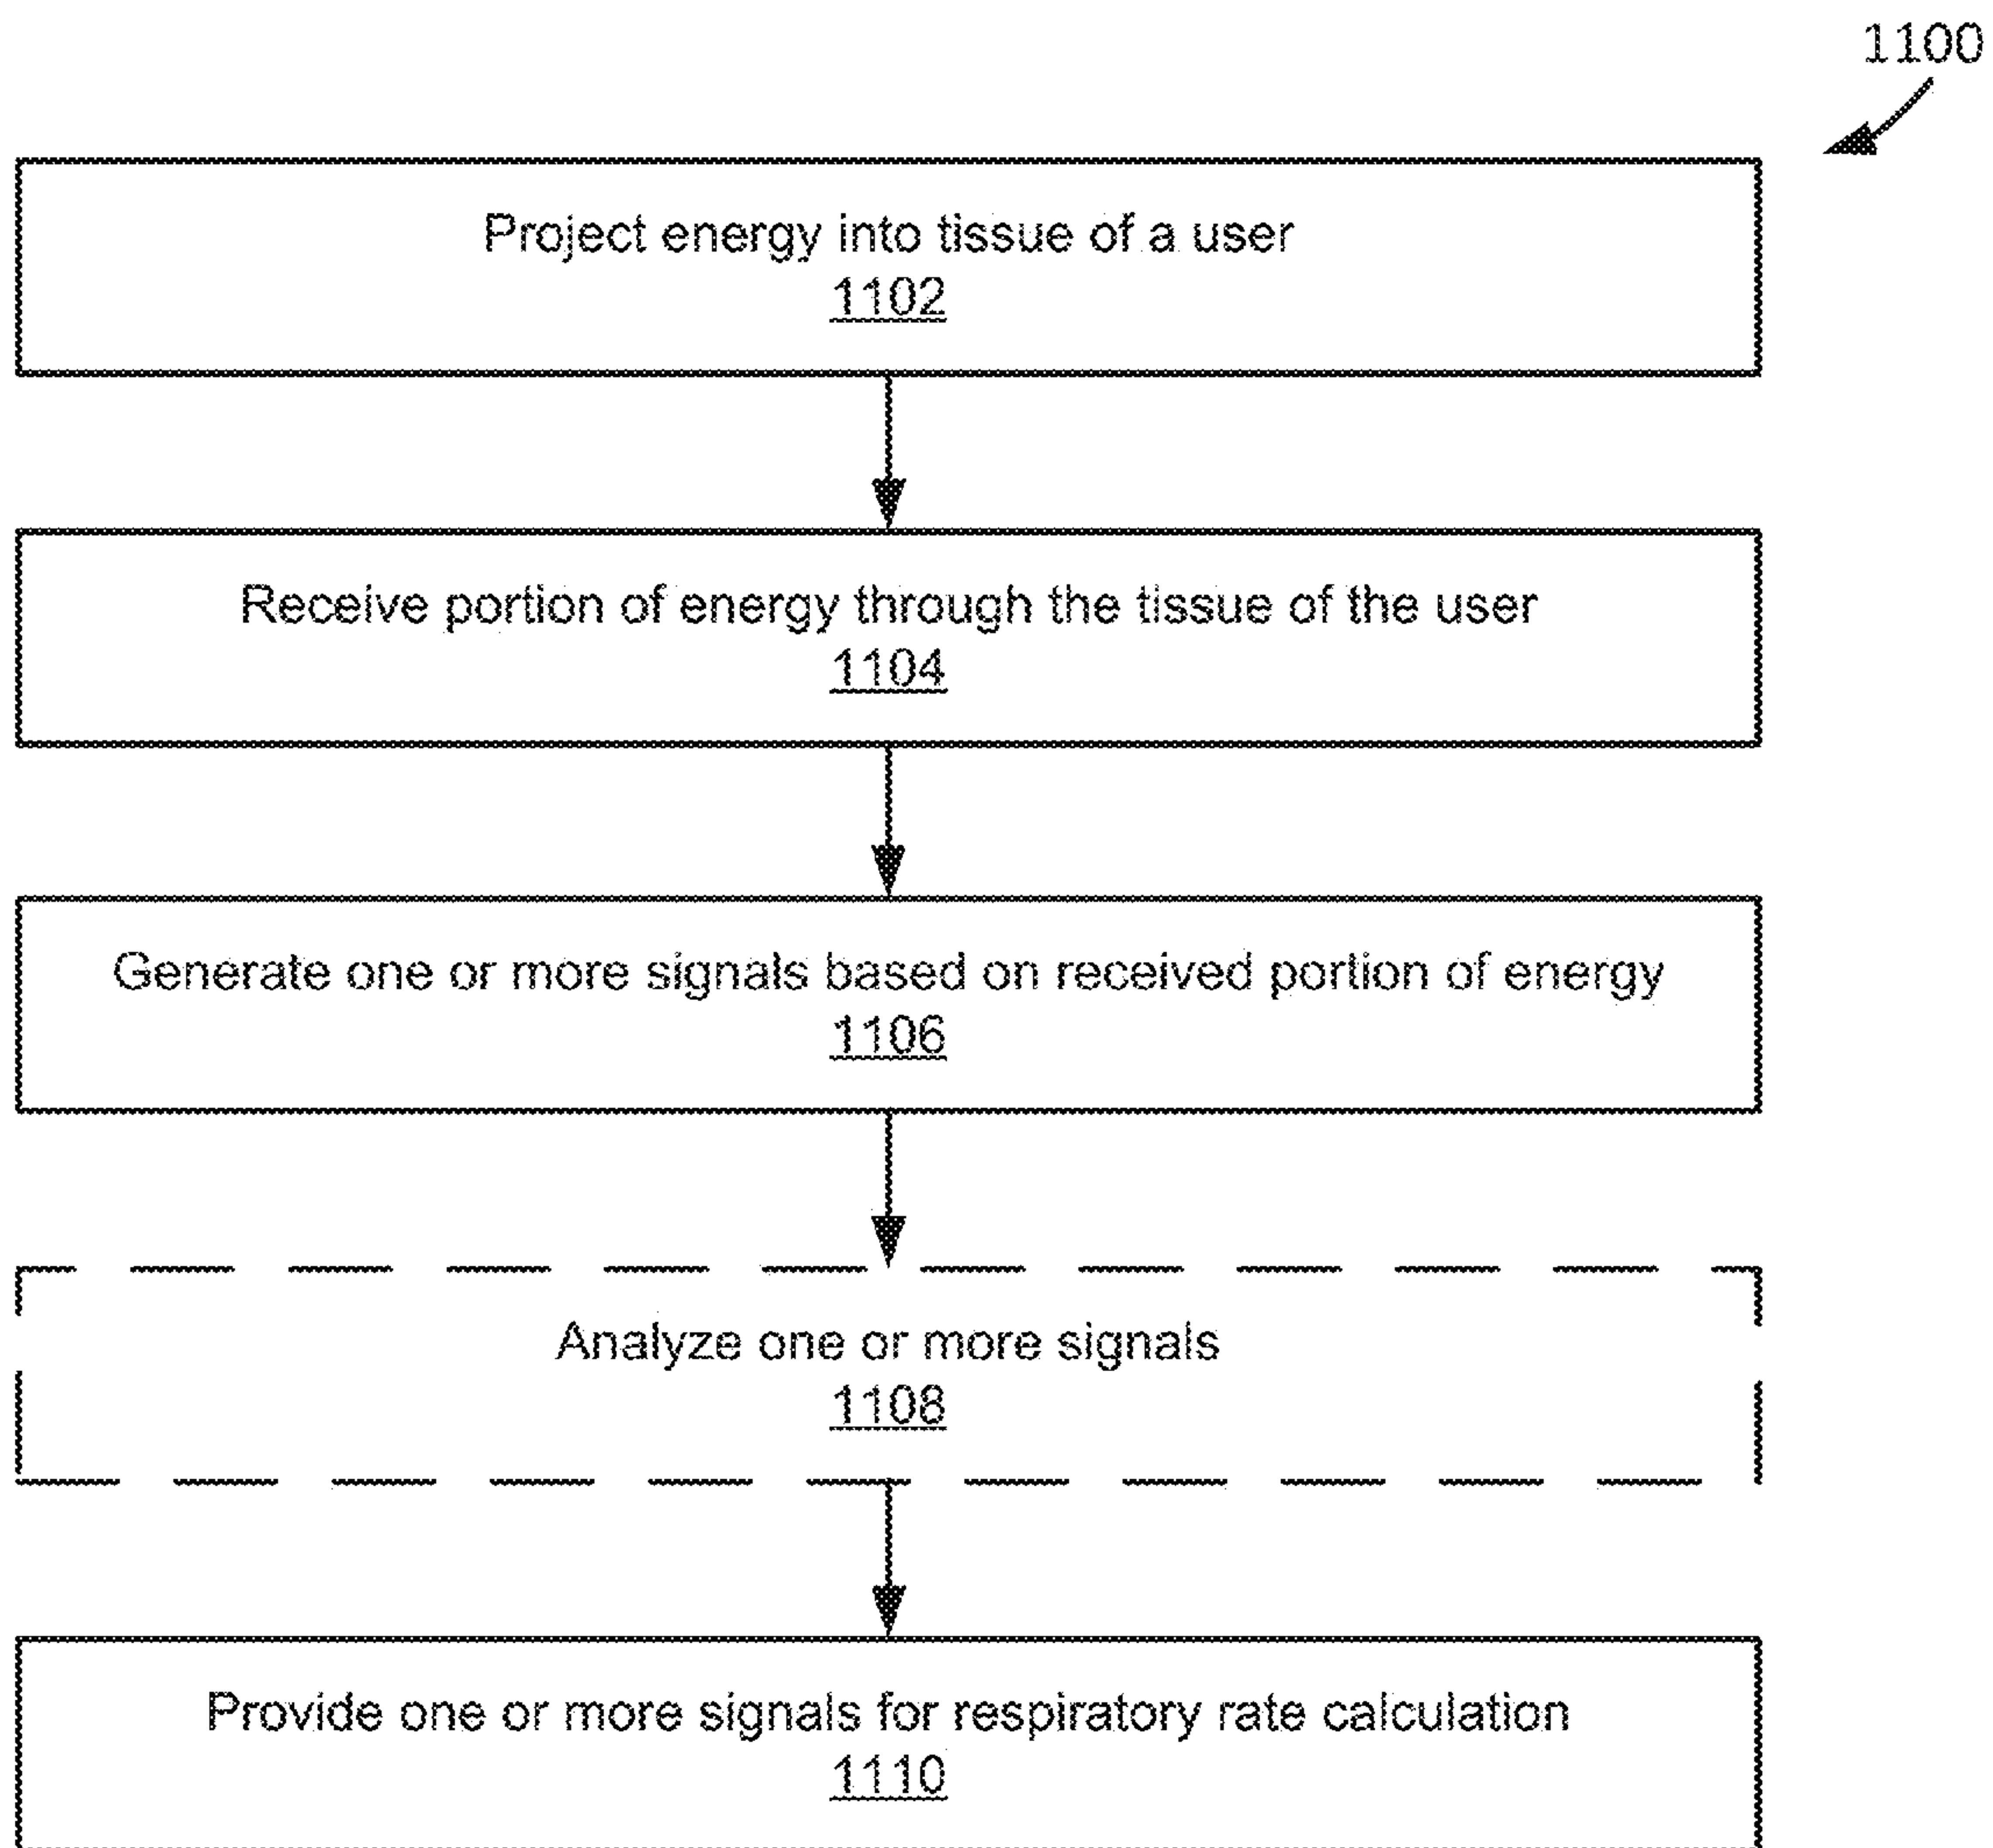 1100
Project energy into tissue of a user
1102
Receive portion of energy through the tissue of the user
1104
Generate one or more signals based on received portion of energy
1106
Analyze one or more signals
1108
Provide one or more signals for respiratory rate calculation
1110